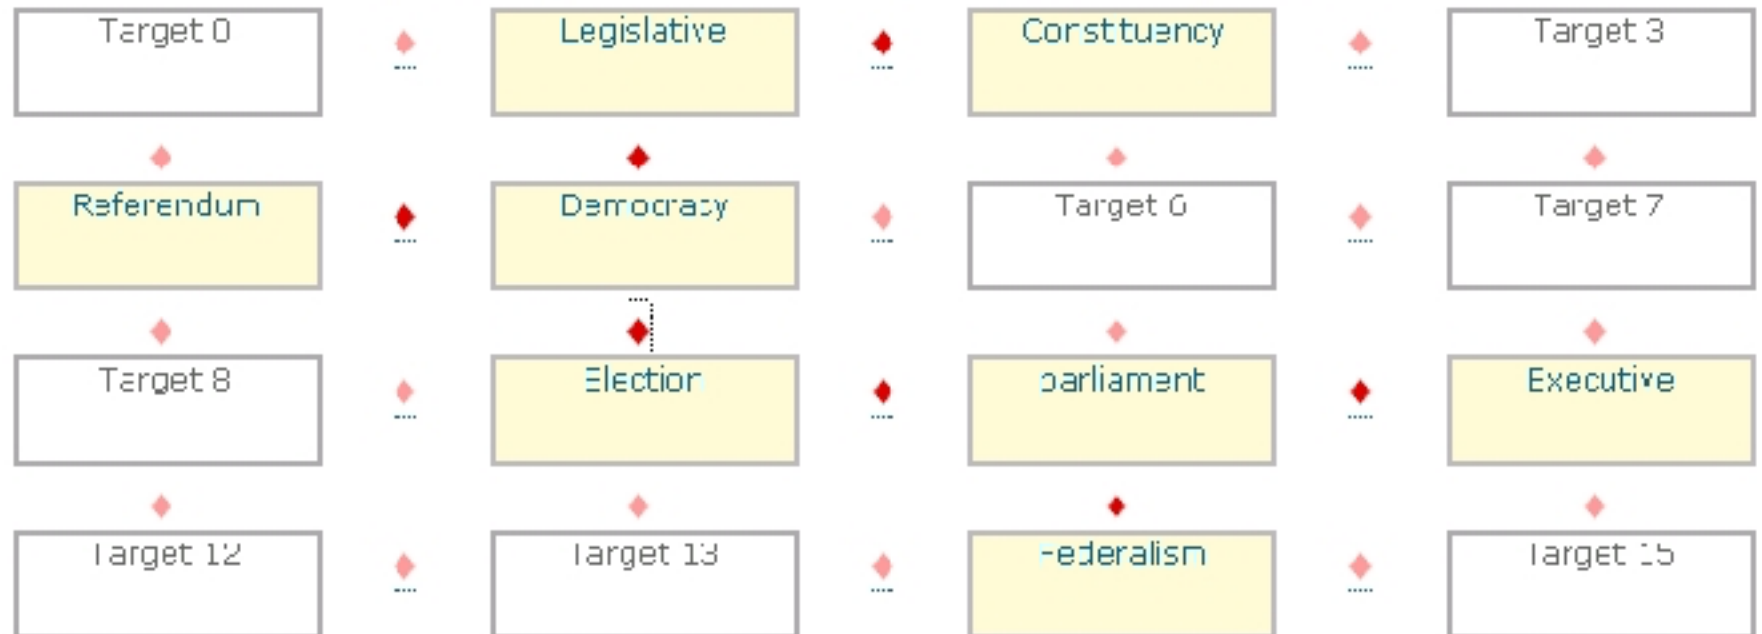 Target 0 Legislative Constituency Target 3
Referendum Democracy Target 6 Target 7
Target 8 Election parliament Executive
Target 12 Target 13 Federalism Target 15